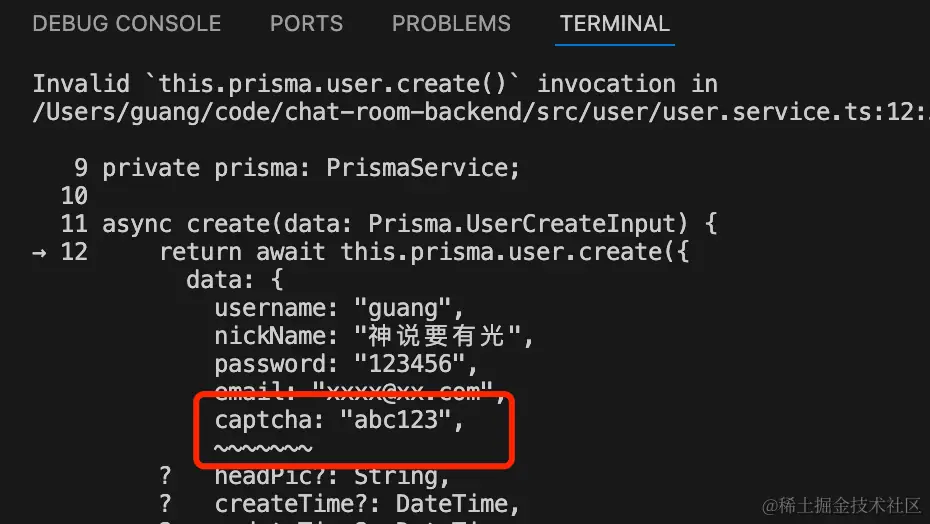 DEBUG CONSOLE PORTS PROBLEMS TERMINAL
Invalid `this.prisma.user.create()` invocation in
/Users/guang/code/chat-room-backend/src/user/user.service.ts:12:
9 private prisma: PrismaService;
10
11 async create(data: Prisma.UserCreateInput) {
→ 12 return await this.prisma.user.create({
data: {
username: "guang",
nickName: "神说要有光",
password: "123456",
email: "xxxx@xx.com",
captcha: "abc123",
~~~~~~~
? headPic?: String,
? createTime?: DateTime,
@稀土掘金技术社区